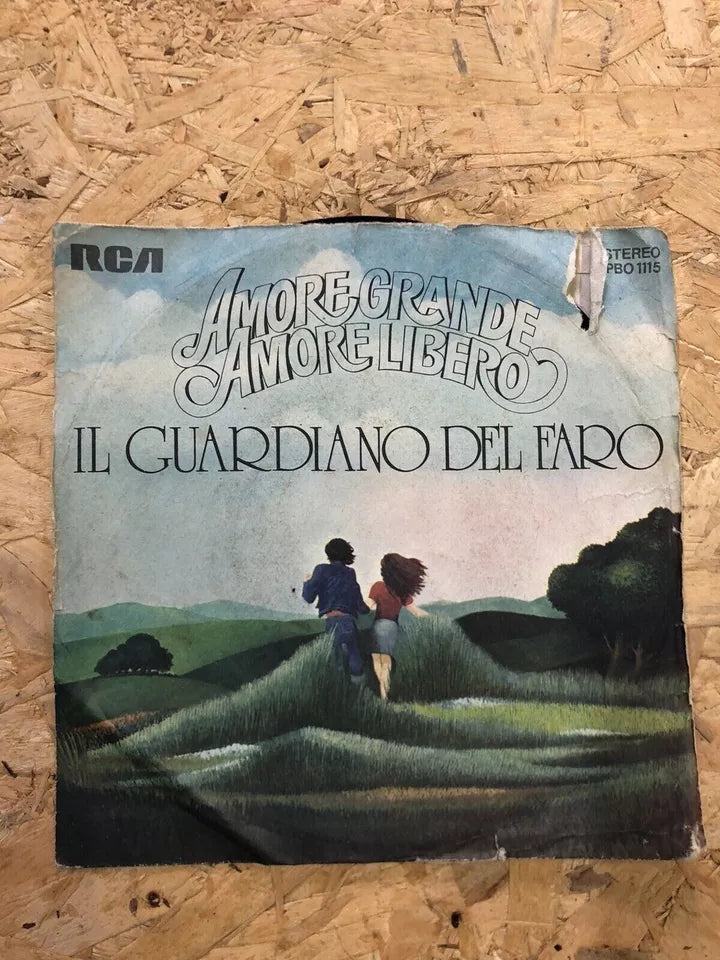 RCA
STEREO
PBO 1115
AMORE GRANDE
AMORE LIBERO
IL GUARDIANO DEL FARO